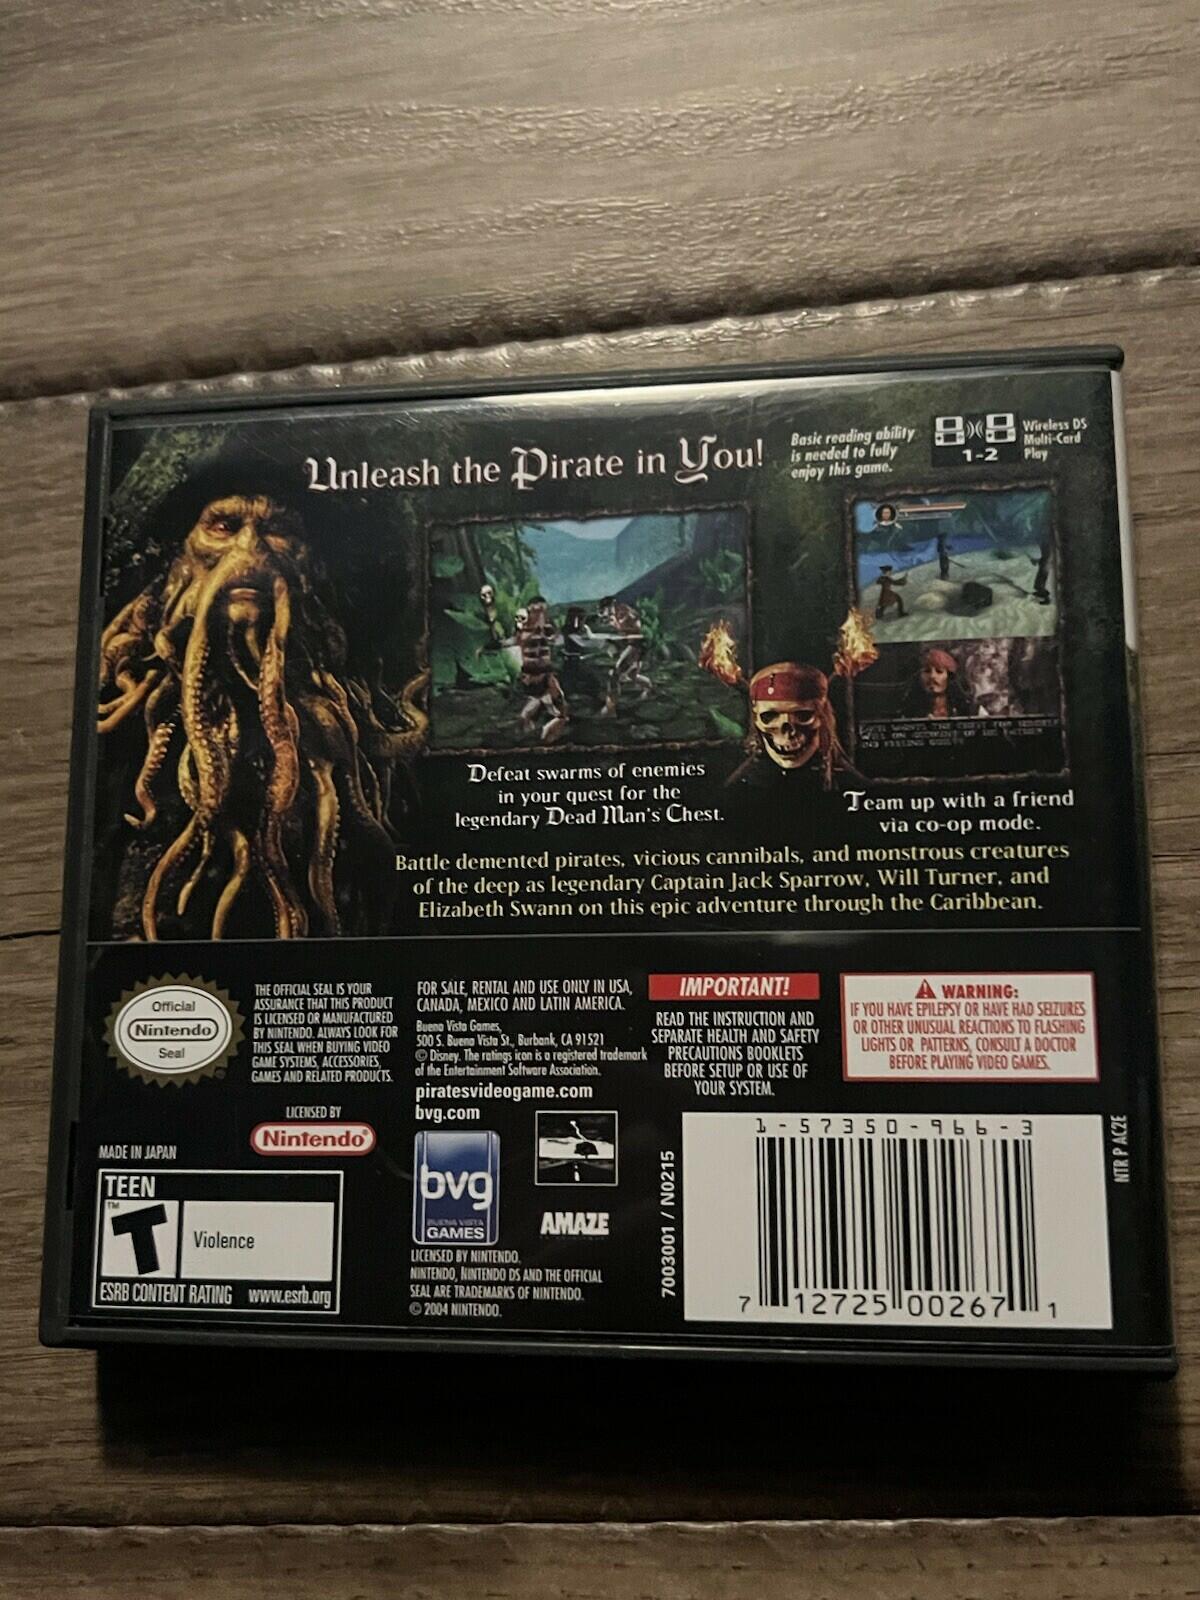 Unleash the Pirate in You!
Basic reading ability
is needed to fully
enjoy this game.
1-2
Wireless DS
Multi-Card
Play
Defeat swarms of enemies
in your quest for the
legendary Dead Man's Chest.
Team up with a friend
via co-op mode.
Battle demented pirates, vicious cannibals, and monstrous creatures
of the deep as legendary Captain Jack Sparrow, Will Turner, and
Elizabeth Swann on this epic adventure through the Caribbean.
Official
Nintendo
Seal
THE OFFICIAL SEAL IS YOUR
ASSURANCE THAT THIS PRODUCT
IS LICENSED OR MANUFACTURED
BY NINTENDO. ALWAYS LOOK FOR
THIS SEAL WHEN BUYING VIDEO
GAME SYSTEMS, ACCESSORIES,
GAMES AND RELATED PRODUCTS.
LICENSED BY
Nintendo®
MADE IN JAPAN
TEEN
T
TM
Violence
ESRB CONTENT RATING www.esrb.org
FOR SALE, RENTAL AND USE ONLY IN USA,
CANADA, MEXICO AND LATIN AMERICA.
Buena Vista Games,
500 S. Buena Vista St., Burbank, CA 91521
© Disney. The ratings icon is a registered trademark
of the Entertainment Software Association.
piratesvideogame.com
bvg.com
bvg
BUENA VISTA
GAMES
AMAZE
LICENSED BY NINTENDO.
NINTENDO, NINTENDO DS AND THE OFFICIAL
SEAL ARE TRADEMARKS OF NINTENDO.
© 2004 NINTENDO.
IMPORTANT!
READ THE INSTRUCTION AND
SEPARATE HEALTH AND SAFETY
PRECAUTIONS BOOKLETS
BEFORE SETUP OR USE OF
YOUR SYSTEM.
WARNING:
IF YOU HAVE EPILEPSY OR HAVE HAD SEIZURES
OR OTHER UNUSUAL REACTIONS TO FLASHING
LIGHTS OR PATTERNS, CONSULT A DOCTOR
BEFORE PLAYING VIDEO GAMES.
7003001 / N0215
1-57350-966-3
7 12725 00267 1
NTR P AC2E